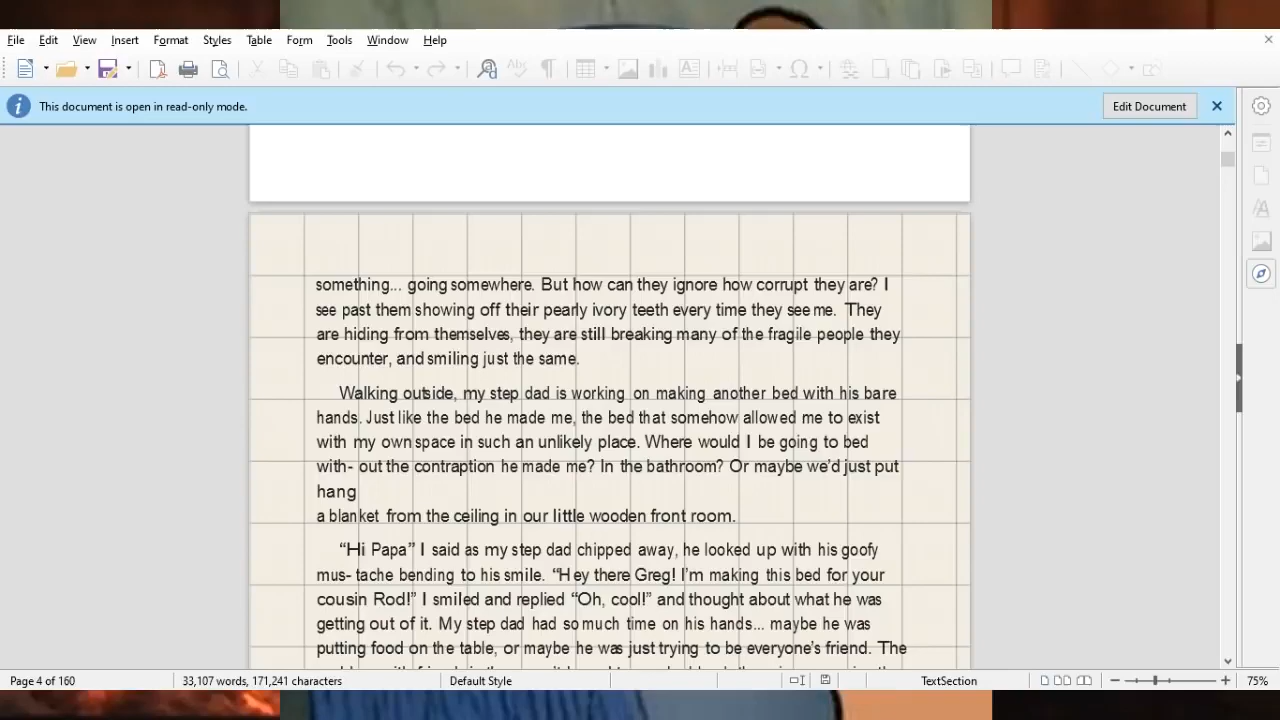 File Edit View Insert Format Styles Table Form Tools Window Help
This document is open in read-only mode.
Edit Document
something... going somewhere. But how can they ignore how corrupt they are? I
see past them showing off their pearly ivory teeth every time they see me. They
are hiding from themselves, they are still breaking many of the fragile people they
encounter, and smiling just the same.
Walking outside, my step dad is working on making another bed with his bare
hands. Just like the bed he made me, the bed that somehow allowed me to exist
with my own space in such an unlikely place. Where would I be going to bed
with- out the contraption he made me? In the bathroom? Or maybe we'd just put
hang
a blanket from the ceiling in our little wooden front room.
“Hi Papa” I said as my step dad chipped away, he looked up with his goofy
mus- tache bending to his smile. “Hey there Greg! I'm making this bed for your
cousin Rod!” I smiled and replied “Oh, cool!” and thought about what he was
getting out of it. My step dad had so much time on his hands... maybe he was
putting food on the table, or maybe he was just trying to be everyone's friend. The
Page 4 of 160 33,107 words, 171,241 characters Default Style TextSection 75%